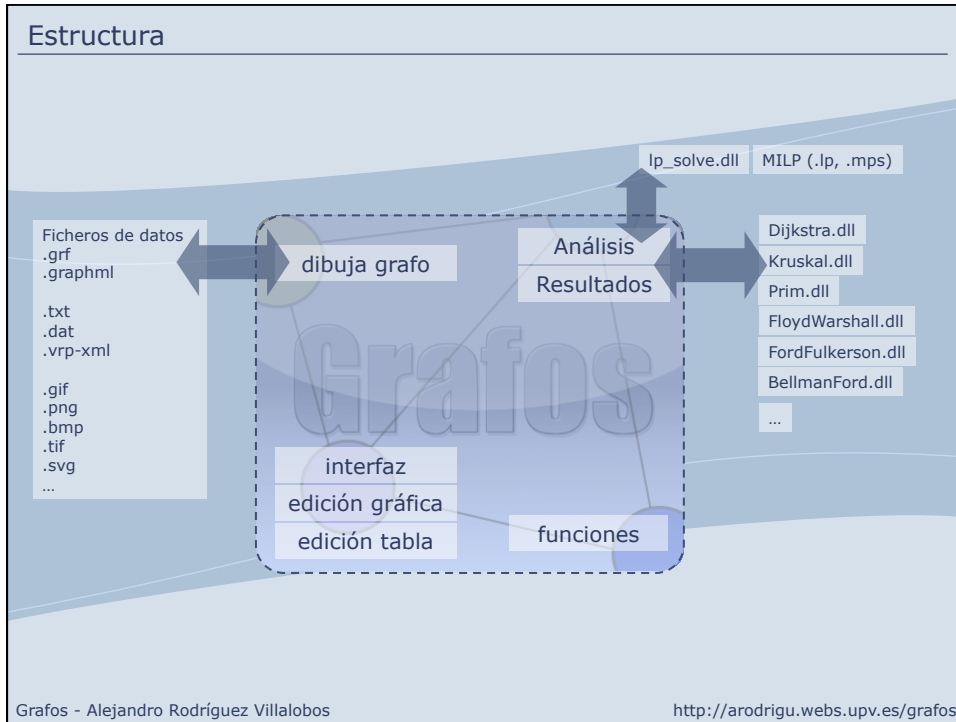 Estructura
lp_solve.dll
MILP (.lp, .mps)
Ficheros de datos
.grf
.graphml
.txt
.dat
.vrp-xml
.gif
.png
.bmp
.tif
.svg
...
dibuja grafo
Análisis
Resultados
Dijkstra.dll
Kruskal.dll
Prim.dll
FloydWarshall.dll
FordFulkerson.dll
BellmanFord.dll
...
Grafos
interfaz
edición gráfica
edición tabla
funciones
Grafos - Alejandro Rodríguez Villalobos
http://arodrigu.webs.upv.es/grafos